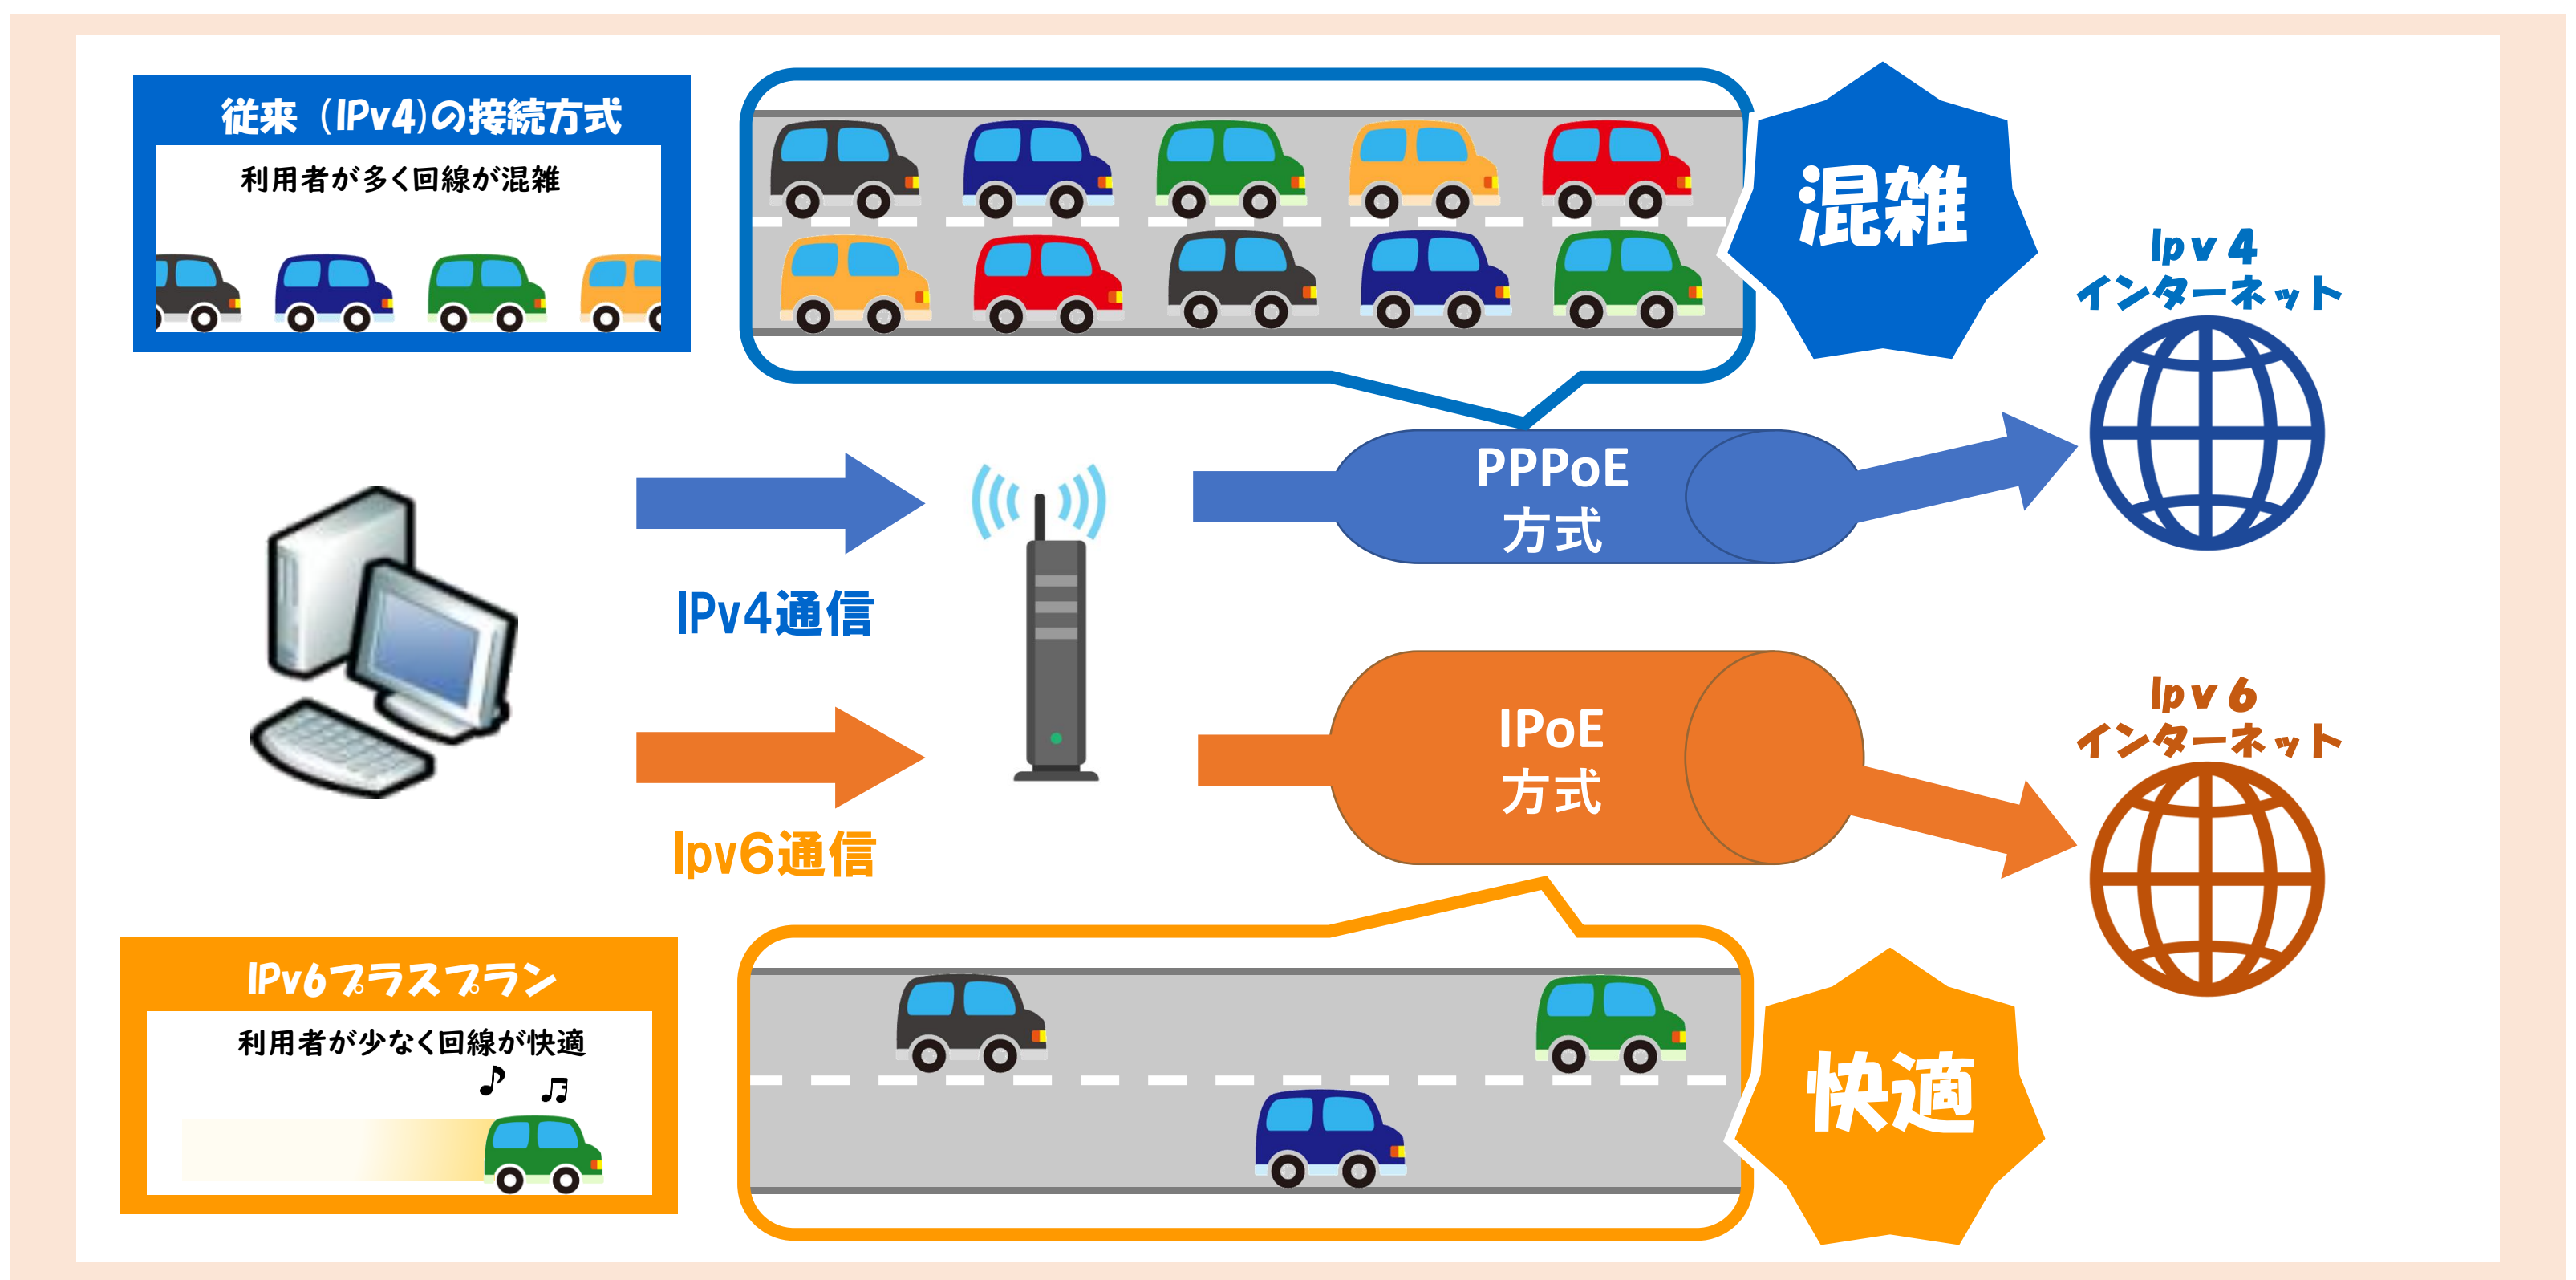 従来（IPv4)の接続方式
利用者が多く回線が混雑
混雑
Ipv4
インターネット
PPPoE
方式
IPv4通信
Ipv6
インターネット
IPoE
方式
Ipv6通信
IPv6プラスプラン
利用者が少なく回線が快適
快適